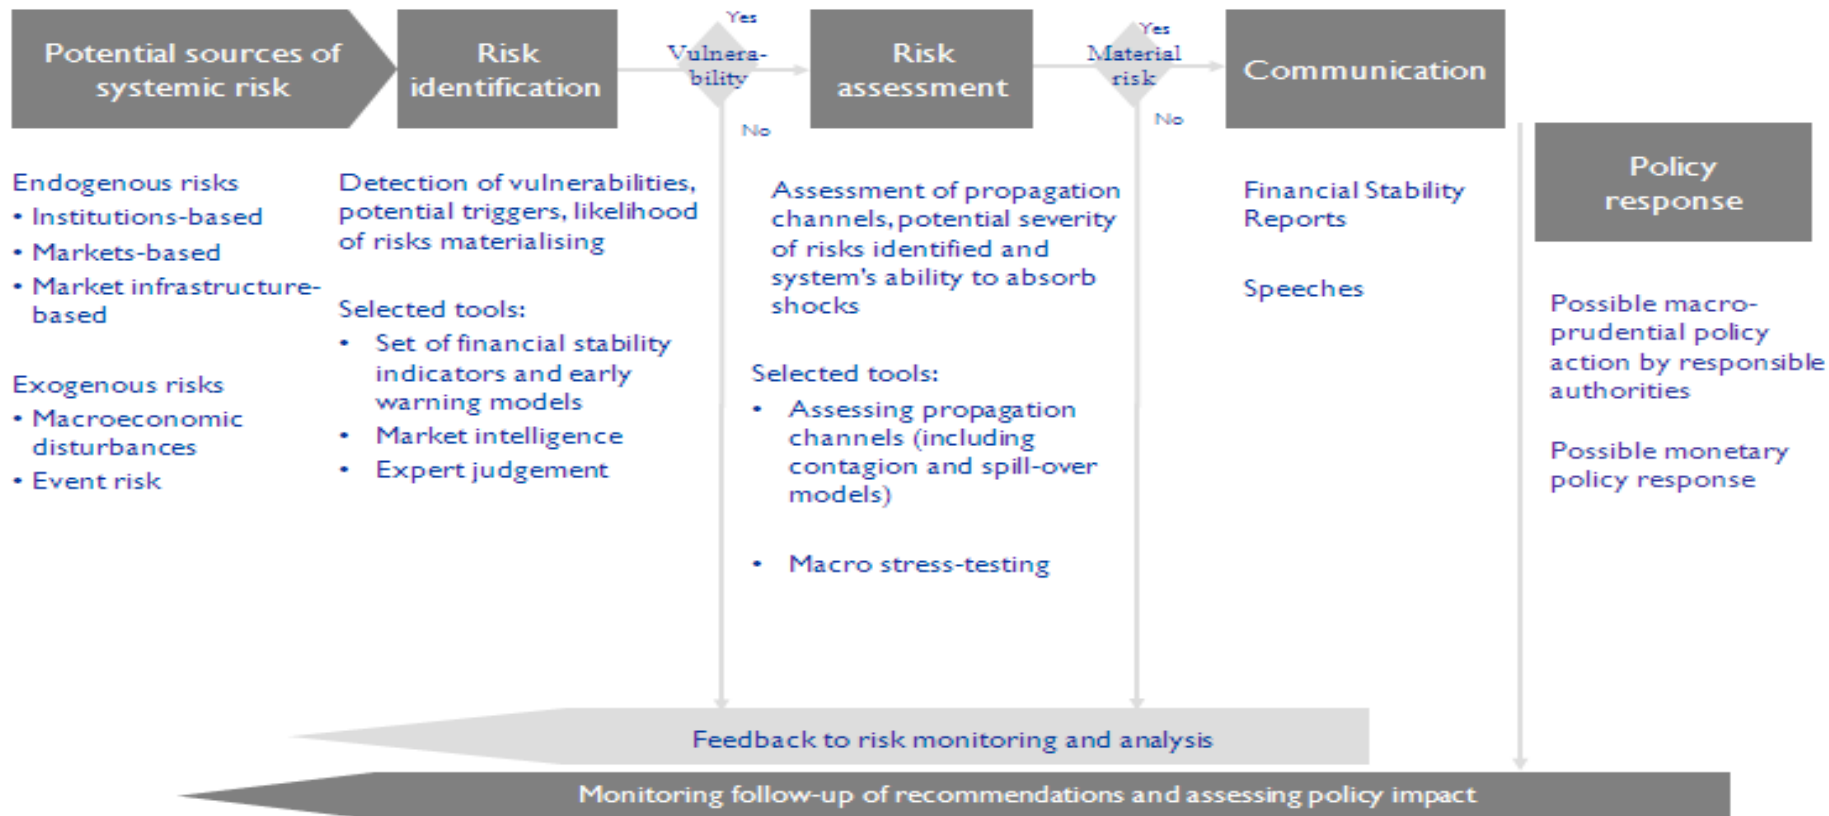 Potential sources of
systemic risk
Risk
identification
Yes
Vulnera-
bility
No
Risk
assessment
Yes
Material
risk
No
Communication
Policy
response
Endogenous risks
• Institutions-based
• Markets-based
• Market infrastructure-
based
Exogenous risks
• Macroeconomic
disturbances
• Event risk
Detection of vulnerabilities,
potential triggers, likelihood
of risks materialising
Selected tools:
• Set of financial stability
indicators and early
warning models
• Market intelligence
• Expert judgement
Assessment of propagation
channels, potential severity
of risks identified and
system's ability to absorb
shocks
Selected tools:
• Assessing propagation
channels (including
contagion and spill-over
models)
• Macro stress-testing
Financial Stability
Reports
Speeches
Possible macro-
prudential policy
action by responsible
authorities
Possible monetary
policy response
Feedback to risk monitoring and analysis
Monitoring follow-up of recommendations and assessing policy impact